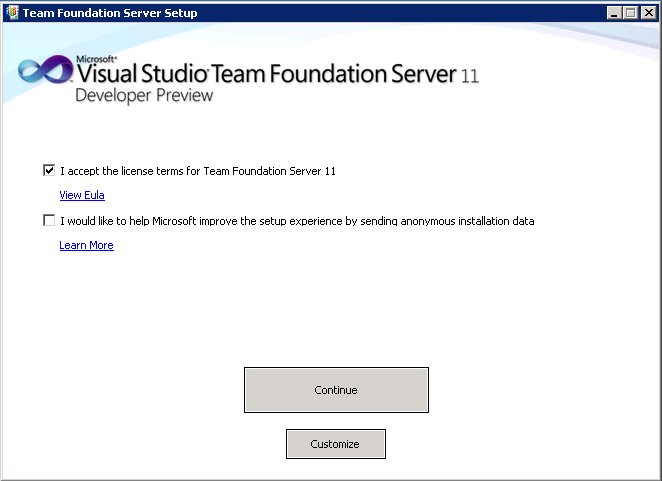 Team Foundation Server Setup
Microsoft®
Visual Studio® Team Foundation Server 11
Developer Preview
I accept the license terms for Team Foundation Server 11
View Eula
I would like to help Microsoft improve the setup experience by sending anonymous installation data
Learn More
Continue
Customize